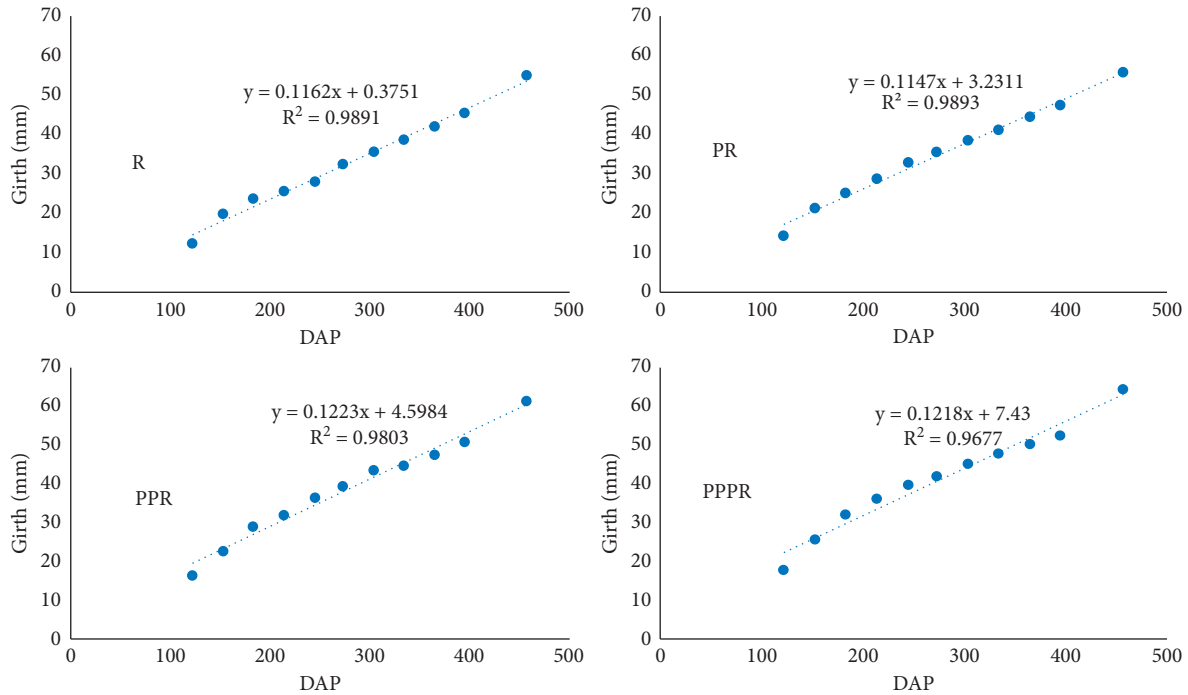 70
60
50
40
30
20
10
0
Girth (mm)
y = 0.1162x + 0.3751
R² = 0.9891
R
0
100
200
300
400
500
DAP
70
60
50
40
30
20
10
0
Girth (mm)
y = 0.1147x + 3.2311
R² = 0.9893
PR
0
100
200
300
400
500
DAP
70
60
50
40
30
20
10
0
Girth (mm)
y = 0.1223x + 4.5984
R² = 0.9803
PPR
0
100
200
300
400
500
DAP
70
60
50
40
30
20
10
0
Girth (mm)
y = 0.1218x + 7.43
R² = 0.9677
PPPR
0
100
200
300
400
500
DAP